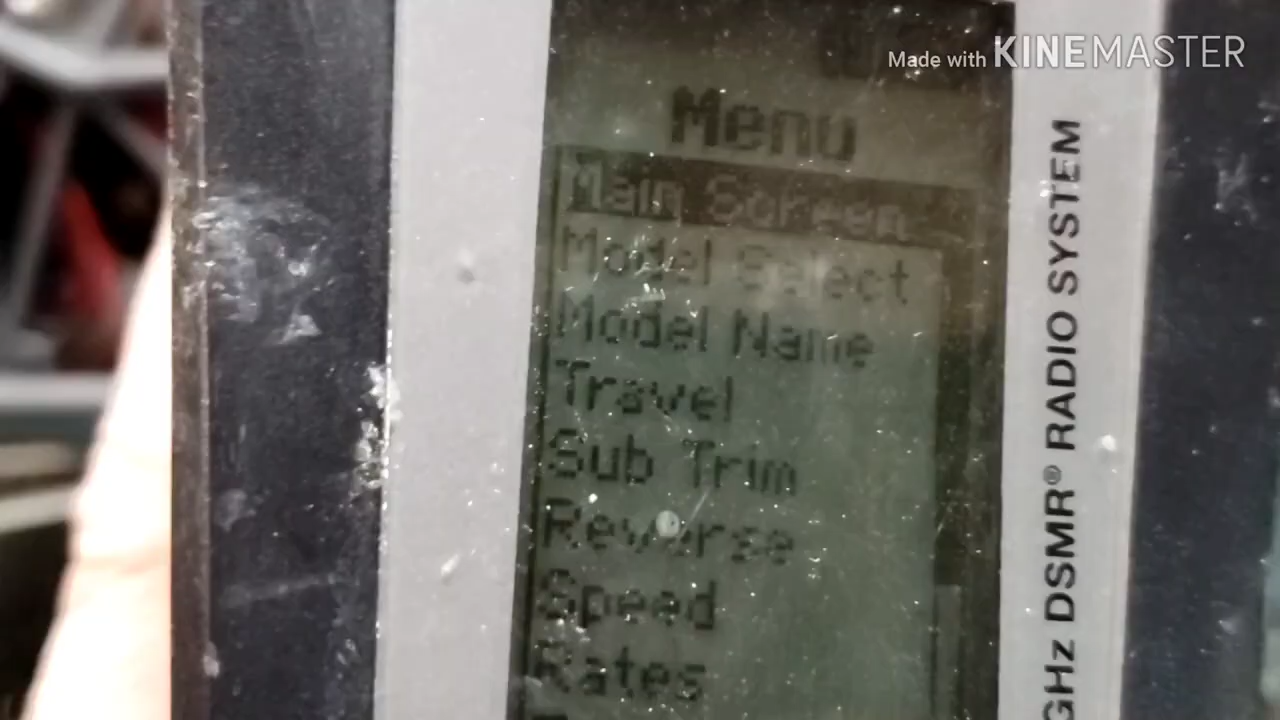 Made with KINEMASTER
Menu
Main Screen
Model Select
Model Name
Travel
Sub Trim
Reverse
Speed
Rates
GHz DSMR® RADIO SYSTEM